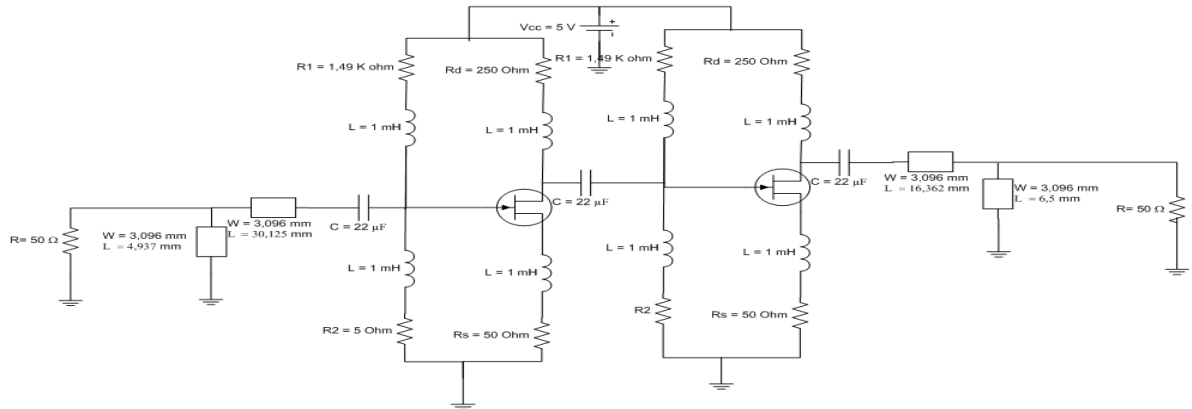 Vcc = 5 V
+
R1 = 1,49 K ohm
Rd = 250 Ohm
R1 = 1,49 K ohm
Rd = 250 Ohm
L = 1 mH
L = 1 mH
L = 1 mH
L = 1 mH
C = 22 µF
C = 22 µF
W = 3,096 mm
L = 16,362 mm
W = 3,096 mm
L = 6,5 mm
R= 50 Ω
R= 50 Ω
W = 3,096 mm
L = 4,937 mm
W = 3,096 mm
L = 30,125 mm
C = 22 µF
L = 1 mH
L = 1 mH
L = 1 mH
L = 1 mH
R2 = 5 Ohm
Rs = 50 Ohm
R2
Rs = 50 Ohm